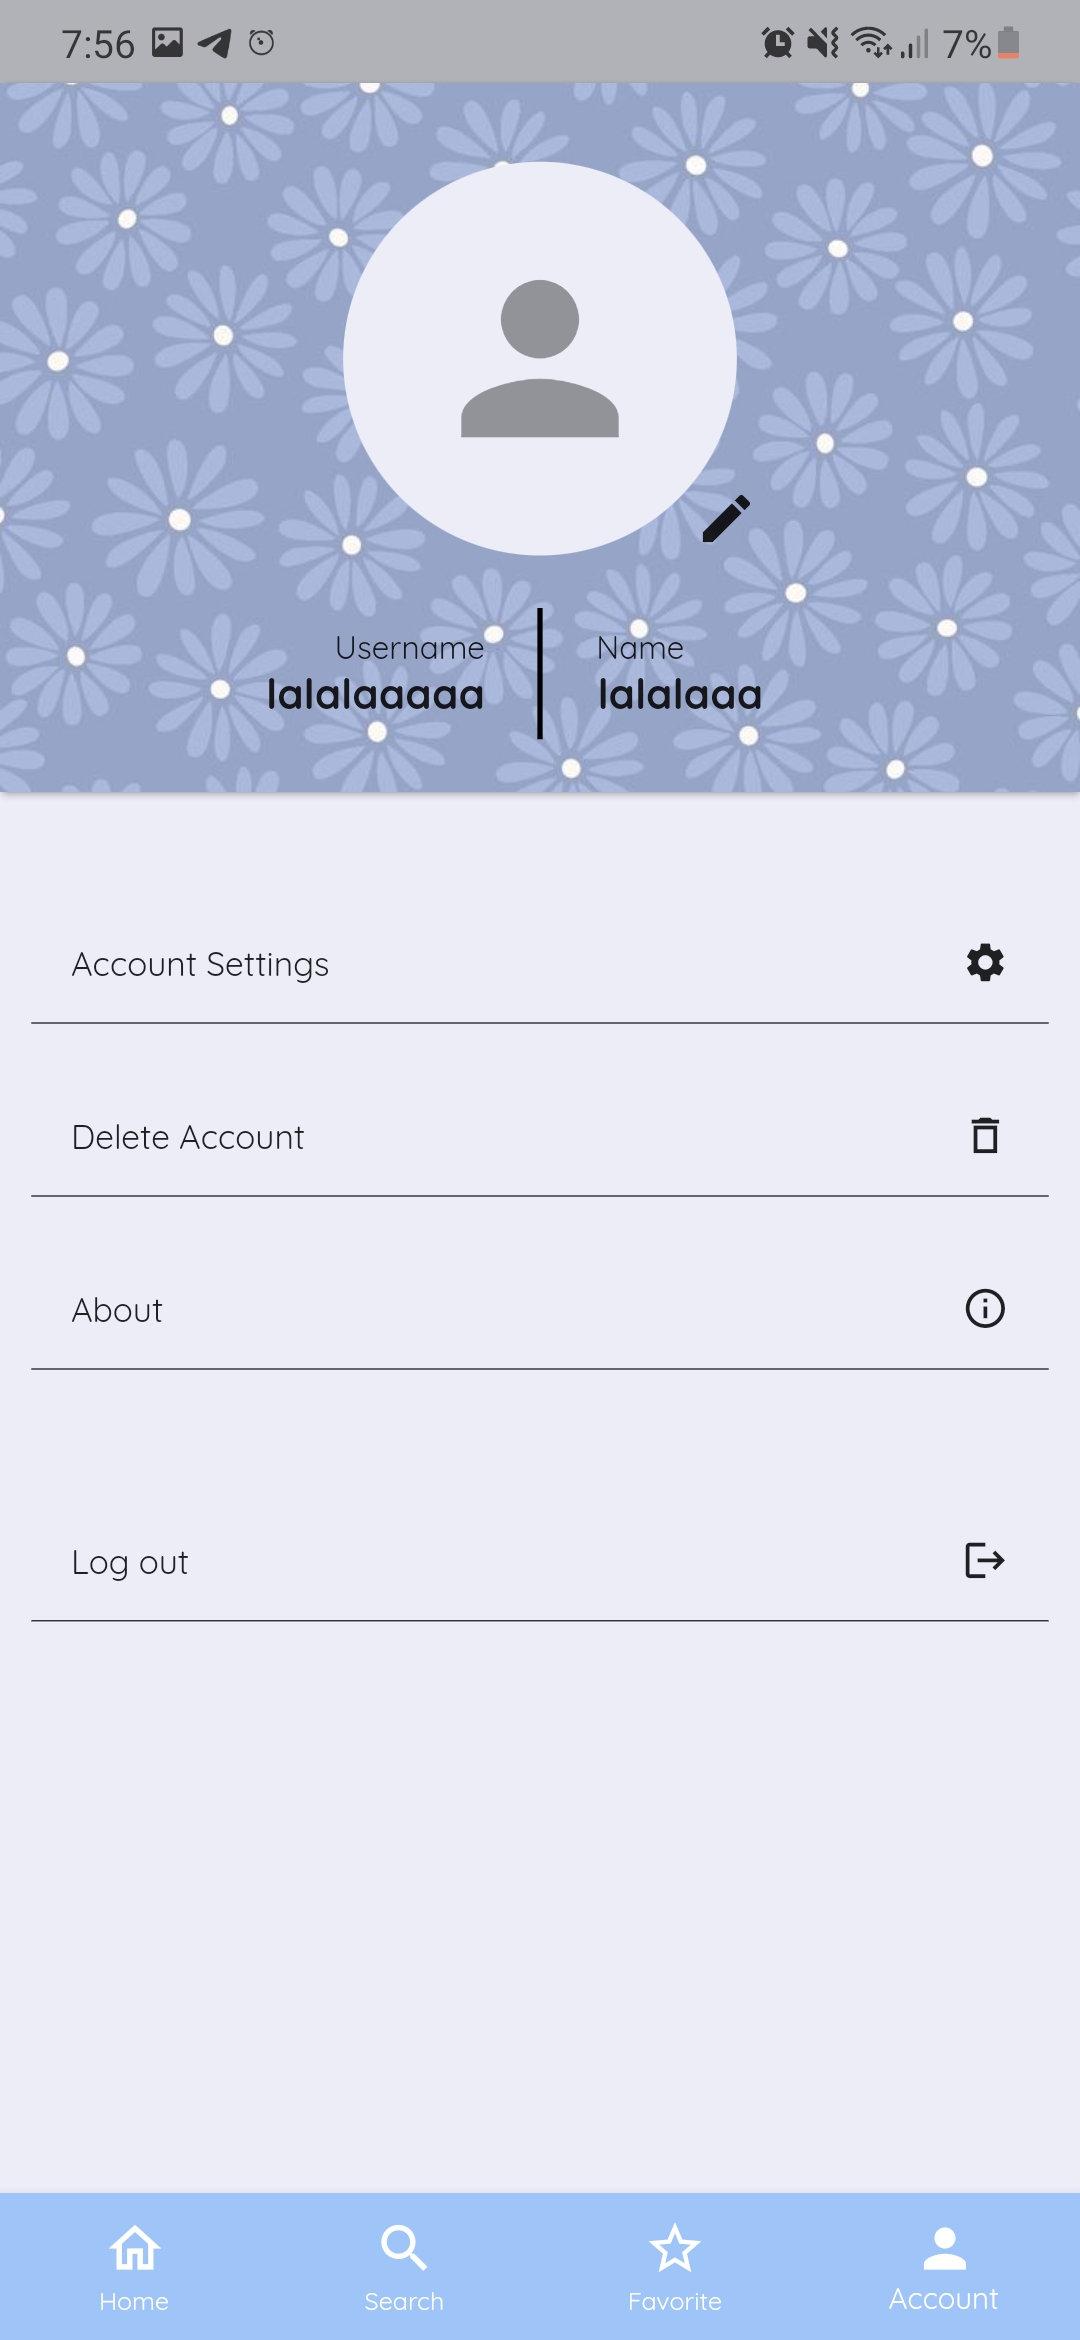 7:56 7%
Username Name
lalalaaaaa lalalaaa
Account Settings
Delete Account
About
Log out
Home Search Favorite Account